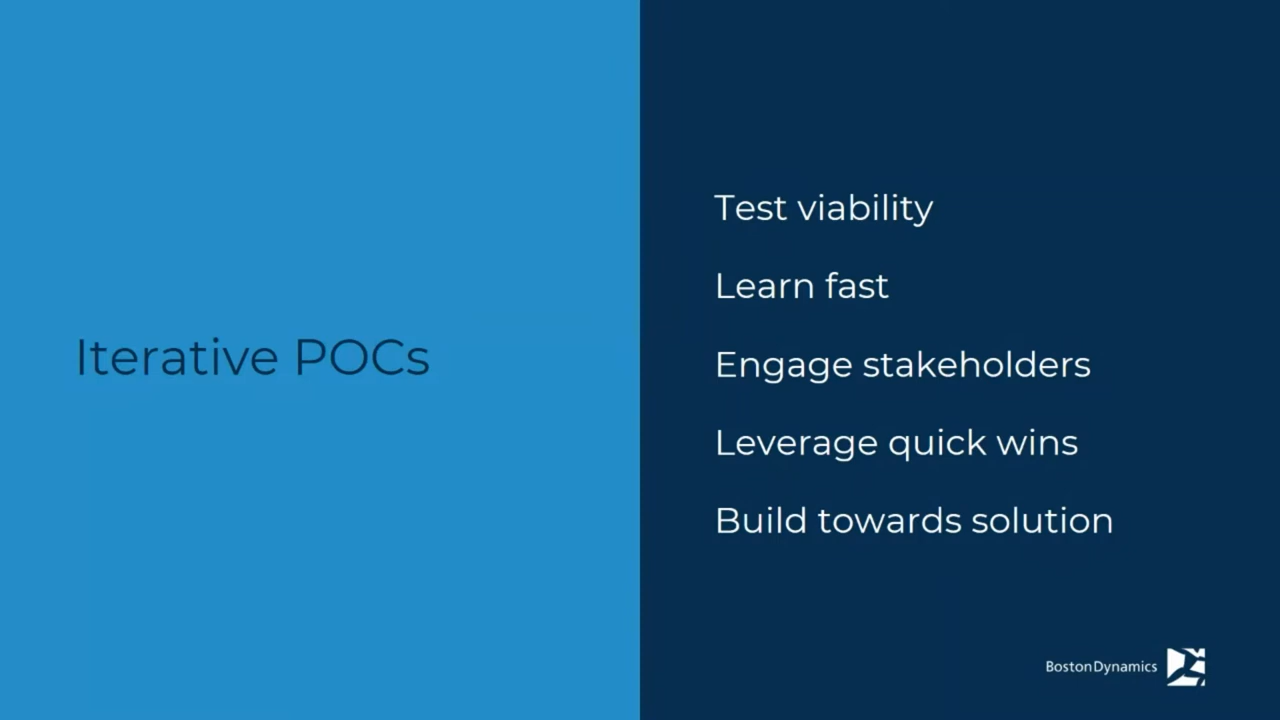 Iterative POCs
Test viability
Learn fast
Engage stakeholders
Leverage quick wins
Build towards solution
BostonDynamics